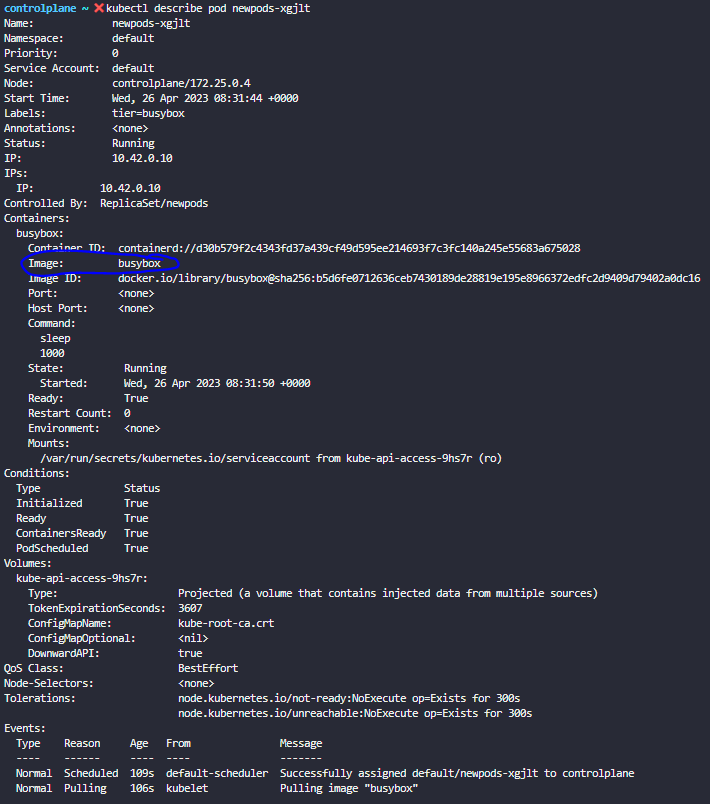 controlplane ~ ✖kubectl describe pod newpods-xgjlt
Name:             newpods-xgjlt
Namespace:        default
Priority:         0
Service Account:  default
Node:             controlplane/172.25.0.4
Start Time:       Wed, 26 Apr 2023 08:31:44 +0000
Labels:           tier=busybox
Annotations:      <none>
Status:           Running
IP:               10.42.0.10
IPs:
  IP:           10.42.0.10
Controlled By:  ReplicaSet/newpods
Containers:
  busybox:
    Container ID:  containerd://d30b579f2c4343fd37a439cf49d595ee214693f7c3fc140a245e55683a675028
    Image:         busybox
    Image ID:      docker.io/library/busybox@sha256:b5d6fe0712636ceb7430189de28819e195e8966372edfc2d9409d79402a0dc16
    Port:          <none>
    Host Port:     <none>
    Command:
      sleep
      1000
    State:          Running
      Started:      Wed, 26 Apr 2023 08:31:50 +0000
    Ready:          True
    Restart Count:  0
    Environment:    <none>
    Mounts:
      /var/run/secrets/kubernetes.io/serviceaccount from kube-api-access-9hs7r (ro)
Conditions:
  Type              Status
  Initialized       True
  Ready             True
  ContainersReady   True
  PodScheduled      True
Volumes:
  kube-api-access-9hs7r:
    Type:                    Projected (a volume that contains injected data from multiple sources)
    TokenExpirationSeconds:  3607
    ConfigMapName:           kube-root-ca.crt
    ConfigMapOptional:       <nil>
    DownwardAPI:             true
QoS Class:                   BestEffort
Node-Selectors:              <none>
Tolerations:                 node.kubernetes.io/not-ready:NoExecute op=Exists for 300s
                             node.kubernetes.io/unreachable:NoExecute op=Exists for 300s
Events:
  Type    Reason     Age   From               Message
  ----    ------     ----  ----               -------
  Normal  Scheduled  109s  default-scheduler  Successfully assigned default/newpods-xgjlt to controlplane
  Normal  Pulling    106s  kubelet            Pulling image "busybox"